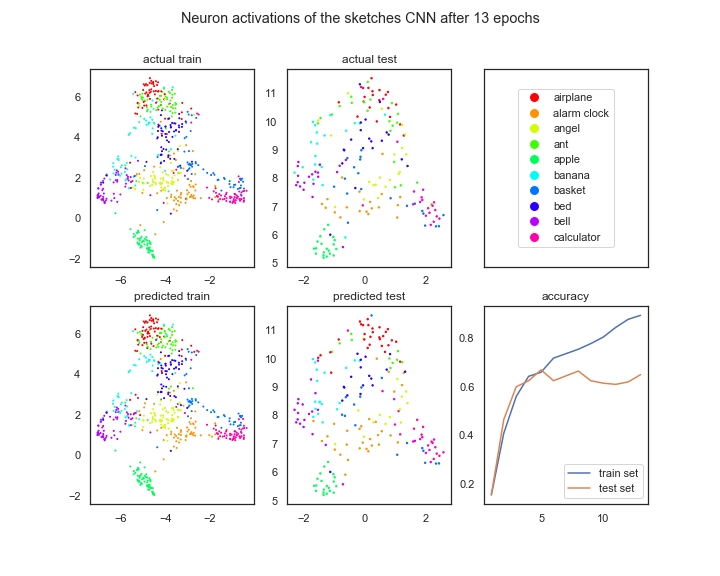 Neuron activations of the sketches CNN after 13 epochs
actual train
actual test
6
4
2
0
−2
−6
−4
−2
11
10
9
8
7
6
5
−2
0
2
airplane
alarm clock
angel
ant
apple
banana
basket
bed
bell
calculator
predicted train
predicted test
accuracy
6
4
2
0
−2
−6
−4
−2
11
10
9
8
7
6
5
−2
0
2
0.8
0.6
0.4
0.2
5
10
train set
test set